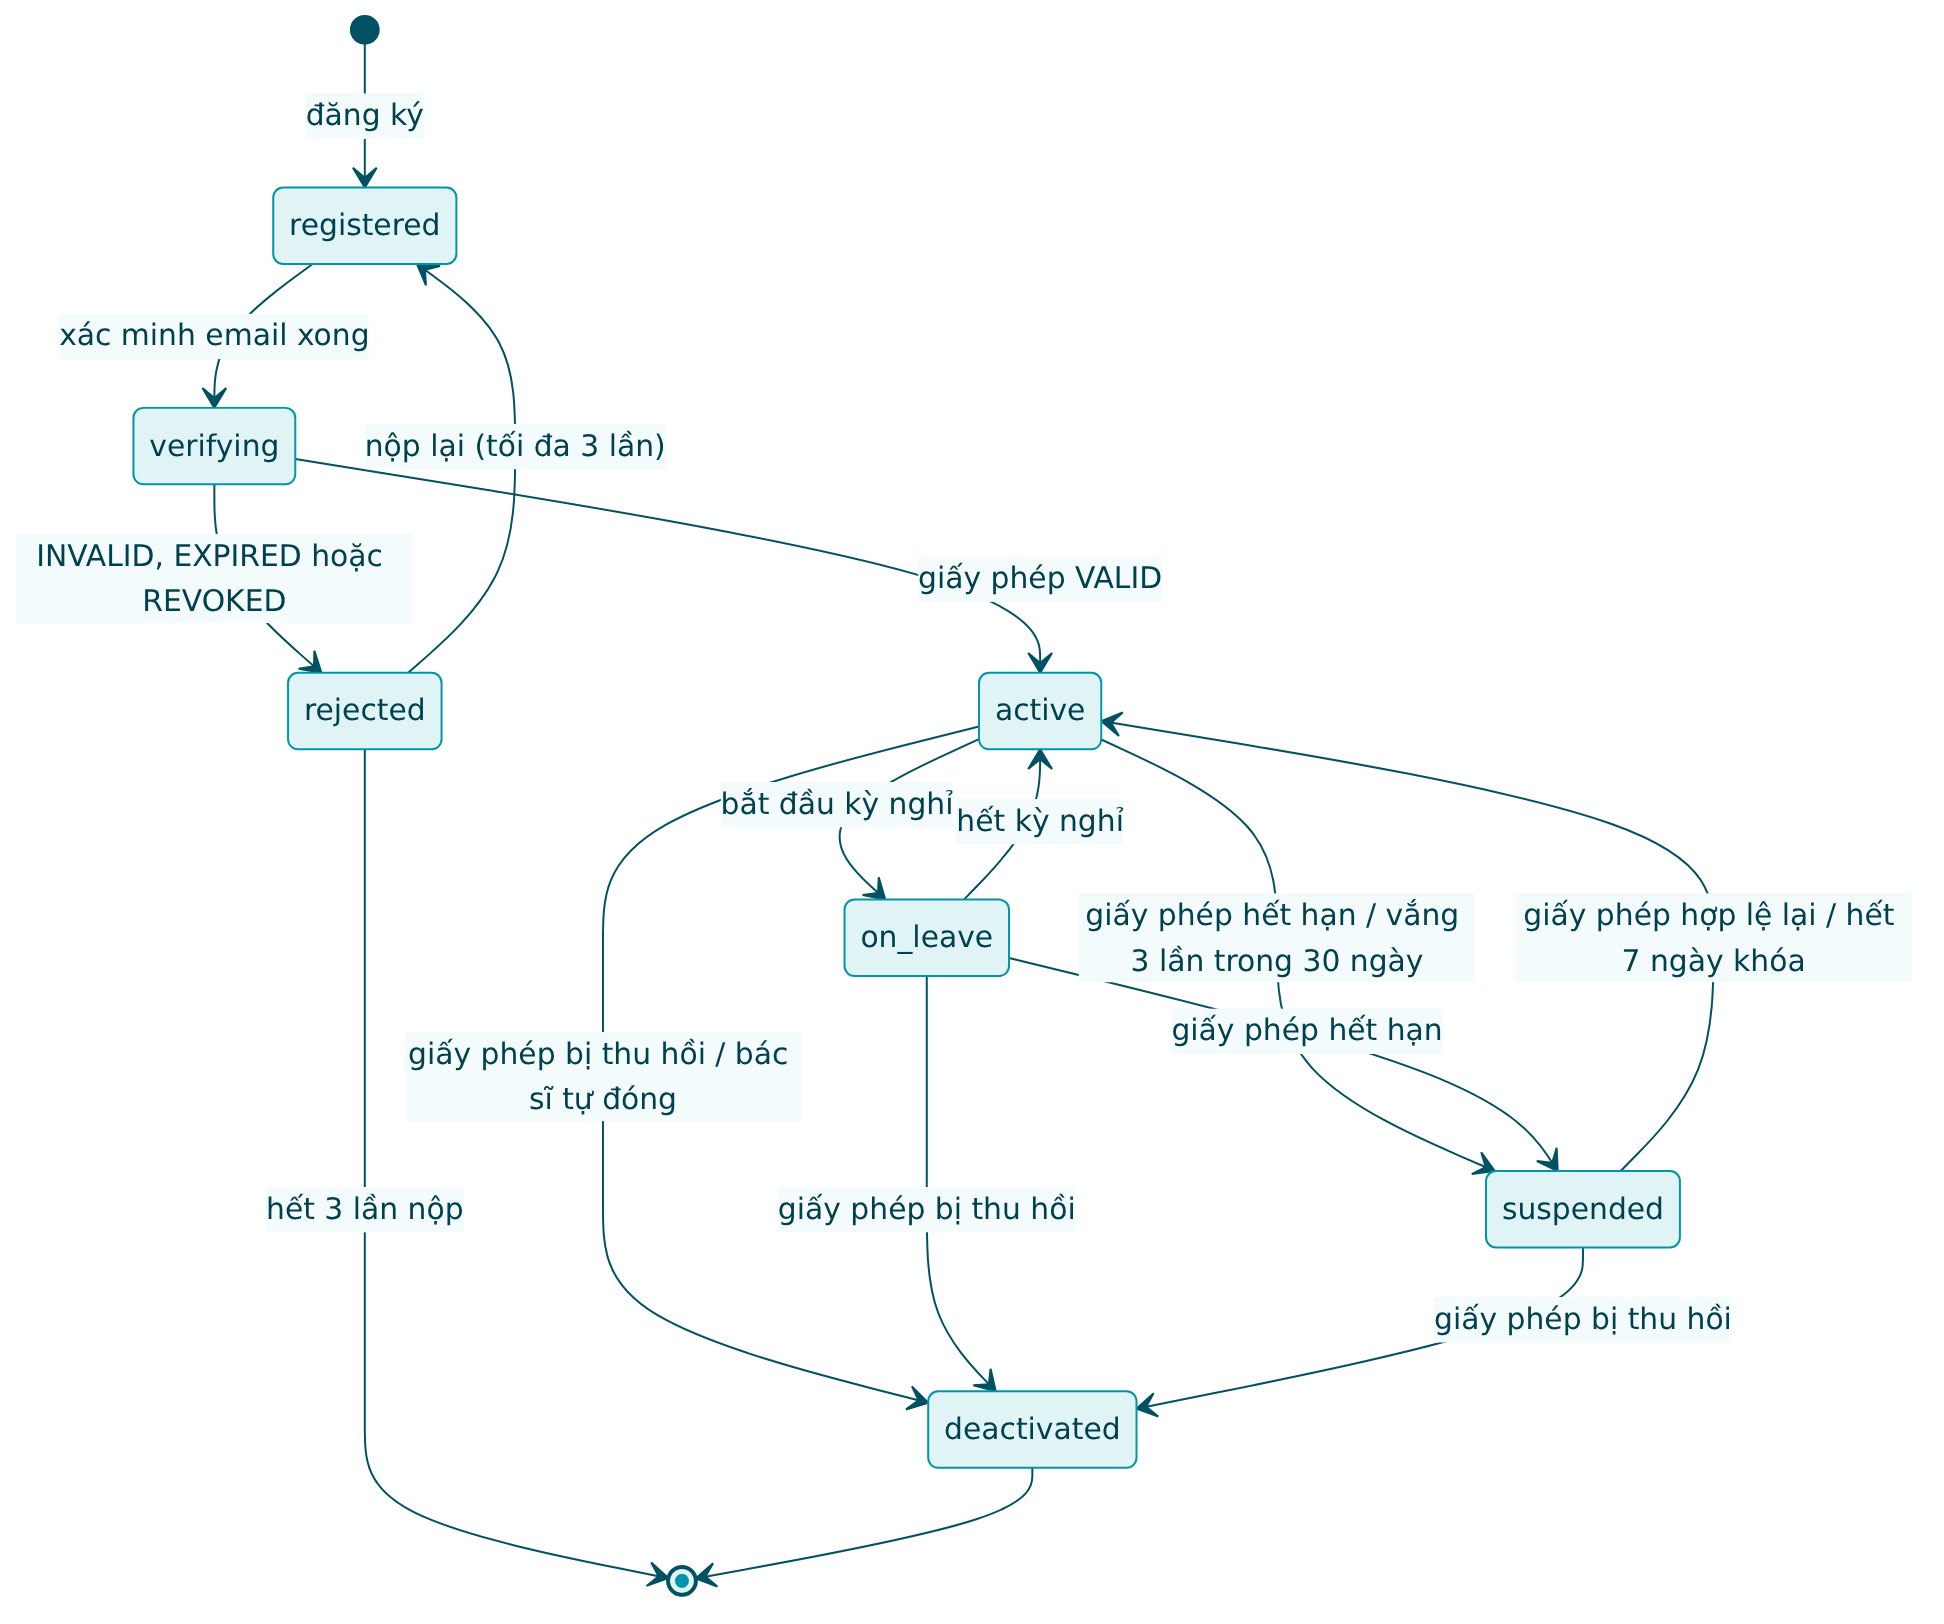 đăng ký
registered
xác minh email xong
verifying
nộp lại (tối đa 3 lần)
INVALID, EXPIRED hoặc
REVOKED
giấy phép VALID
rejected
active
bắt đầu kỳ nghỉ
hết kỳ nghỉ
on_leave
giấy phép hết hạn / vắng
3 lần trong 30 ngày
giấy phép hợp lệ lại / hết
7 ngày khóa
giấy phép hết hạn
giấy phép bị thu hồi / bác
sĩ tự đóng
hết 3 lần nộp
giấy phép bị thu hồi
suspended
giấy phép bị thu hồi
deactivated